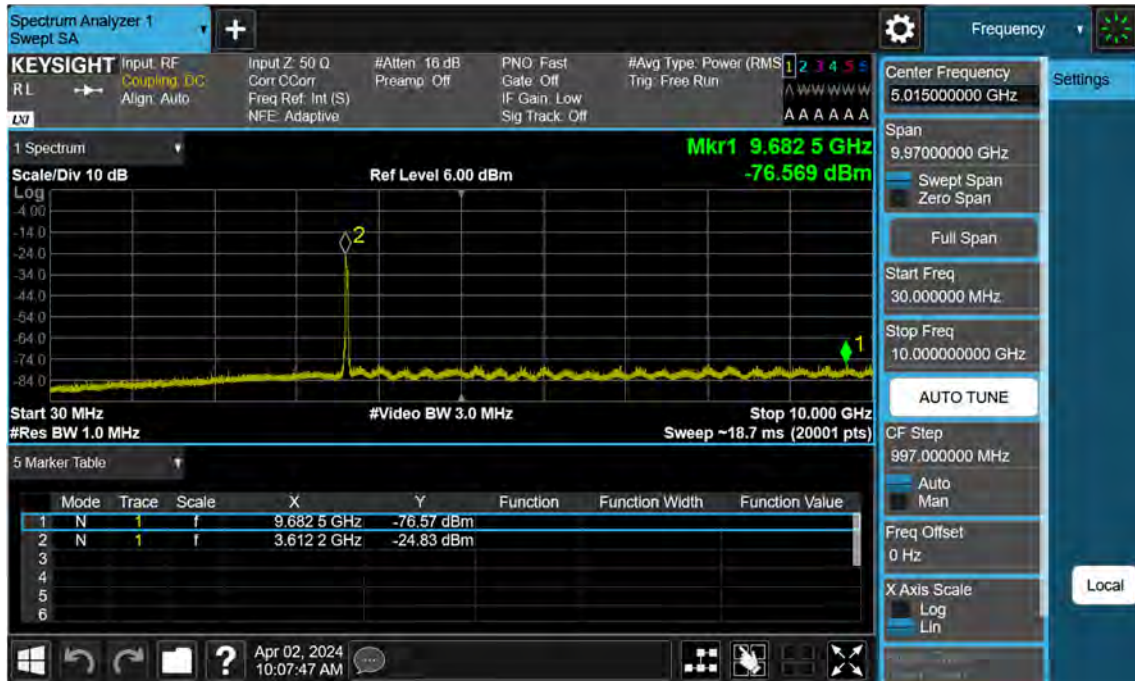 Spectrum Analyzer 1
Swept SA
Frequency
KEYSIGHT
RL
LXI
Input: RF
Coupling: DC
Align: Auto
Input Z: 50 Ω
Corr CCorr
Freq Ref: Int (S)
NFE: Adaptive
#Atten: 16 dB
Preamp: Off
PNO: Fast
Gate: Off
IF Gain: Low
Sig Track: Off
#Avg Type: Power (RMS
Trig: Free Run
1 2 3 4 5 6
A W W W W W
A A A A A A
1 Spectrum
Mkr1 9.682 5 GHz
Scale/Div 10 dB
Ref Level 6.00 dBm
-76.569 dBm
Log
-4.00
-14.0
-24.0
-34.0
-44.0
-54.0
-64.0
-74.0
-84.0
2
1
Start 30 MHz
#Video BW 3.0 MHz
Stop 10.000 GHz
#Res BW 1.0 MHz
Sweep ~18.7 ms (20001 pts)
5 Marker Table
Mode Trace Scale X Y Function Function Width Function Value
1 N 1 f 9.682 5 GHz -76.57 dBm
2 N 1 f 3.612 2 GHz -24.83 dBm
3
4
5
6
Apr 02, 2024
10:07:47 AM
?
Center Frequency
5.015000000 GHz
Span
9.97000000 GHz
Swept Span
Zero Span
Full Span
Start Freq
30.000000 MHz
Stop Freq
10.000000000 GHz
AUTO TUNE
CF Step
997.000000 MHz
Auto
Man
Freq Offset
0 Hz
X Axis Scale
Log
Lin
Settings
Local